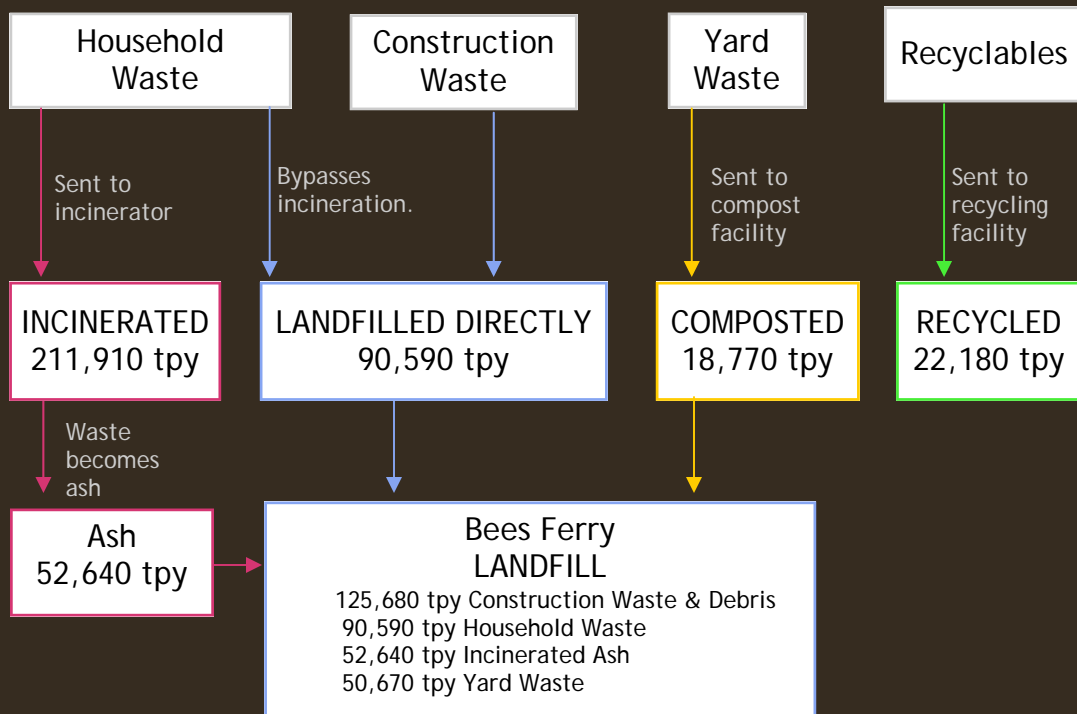 Household
Waste
Construction
Waste
Yard
Waste
Recyclables
Sent to
incinerator
Bypasses
incineration.
Sent to
compost
facility
Sent to
recycling
facility
INCINERATED
211,910 tpy
LANDFILLED DIRECTLY
90,590 tpy
COMPOSTED
18,770 tpy
RECYCLED
22,180 tpy
Waste
becomes
ash
Ash
52,640 tpy
Bees Ferry
LANDFILL
125,680 tpy Construction Waste & Debris
90,590 tpy Household Waste
52,640 tpy Incinerated Ash
50,670 tpy Yard Waste